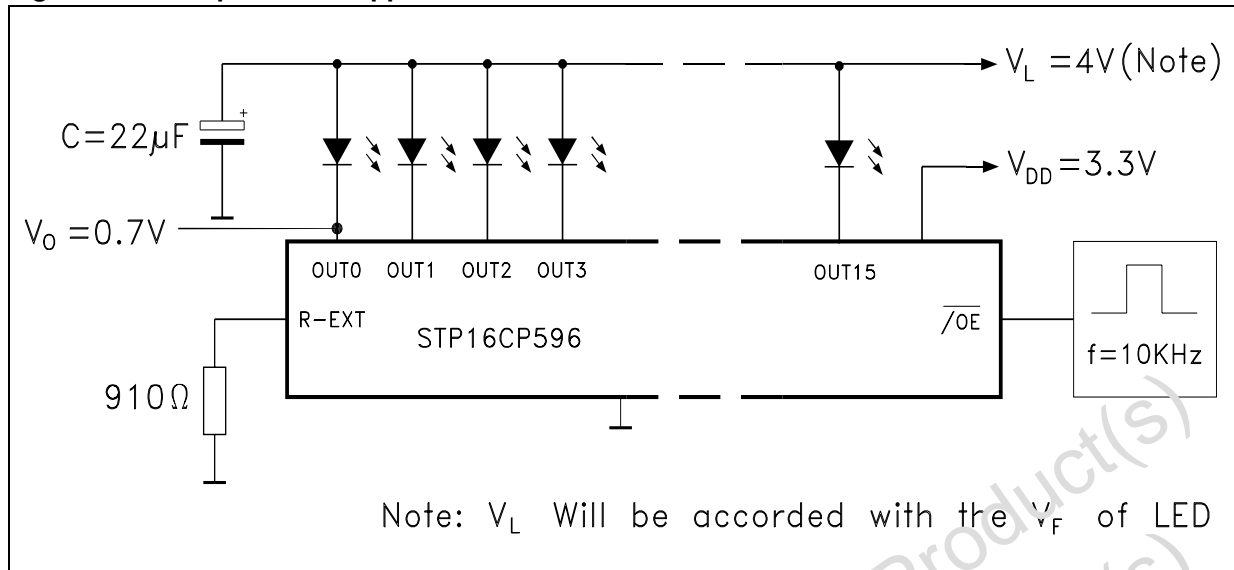 V_L =4V(Note)
C=22µF
+
V_DD =3.3V
V_O =0.7V
OUT0 OUT1 OUT2 OUT3 OUT15
R-EXT
/OE
STP16CP596
f=10KHz
910Ω
Product(s)
Note: V_L Will be accorded with the V_F of LED